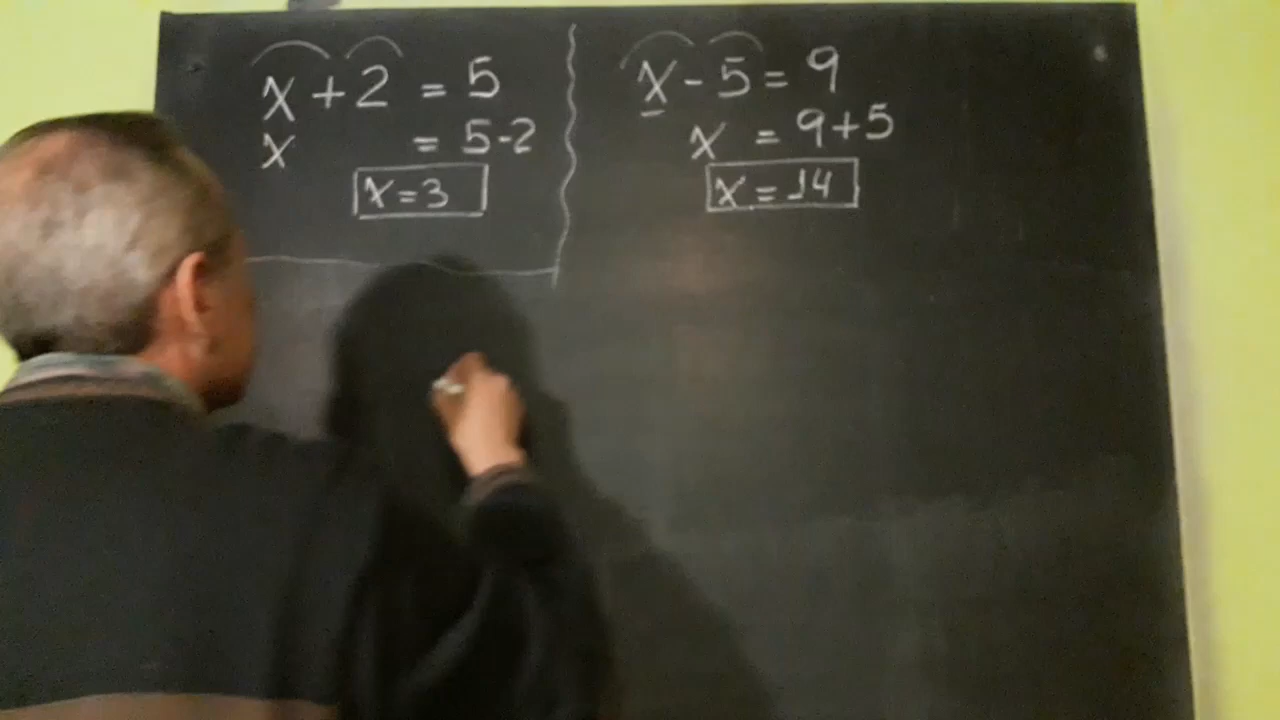 x + 2 = 5
x = 5 - 2
x = 3
x - 5 = 9
x = 9 + 5
x = 14